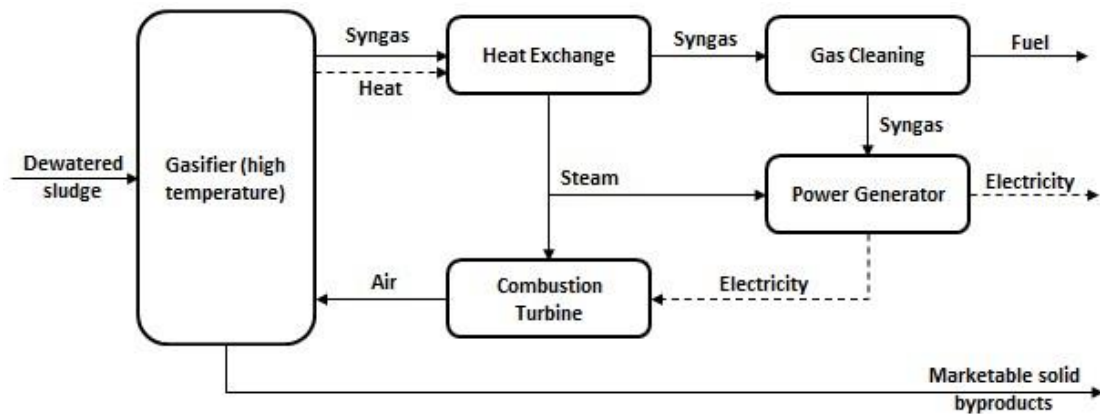 Syngas
Heat Exchange
Syngas
Gas Cleaning
Fuel
Heat
Syngas
Dewatered
sludge
Gasifier (high
temperature)
Steam
Power Generator
Electricity
Air
Combustion
Turbine
Electricity
Marketable solid
byproducts